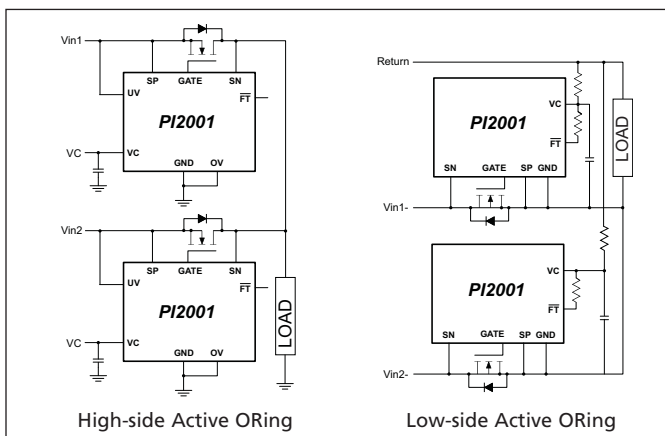 Vin1
SP GATE SN
UV
FT
PI2001
VC VC
GND OV
Vin2
SP GATE SN
UV
FT
PI2001
VC VC
GND OV
LOAD
High-side Active ORing
Return
VC
PI2001
FT
SN GATE SP GND
LOAD
Vin1-
VC
PI2001
FT
SN GATE SP GND
Vin2-
Low-side Active ORing